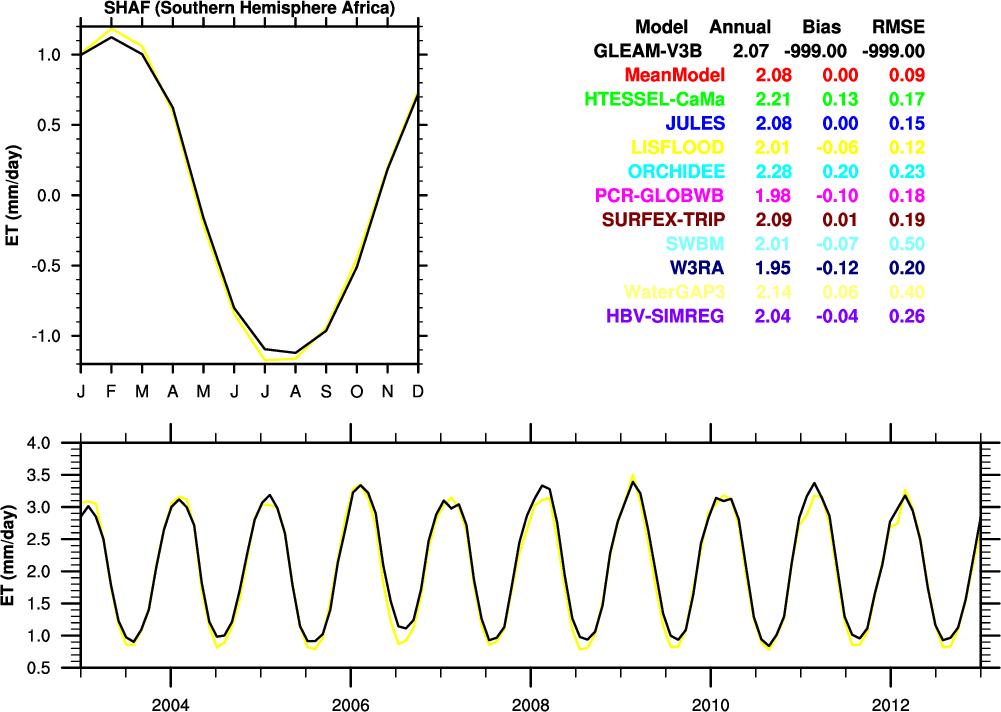 SHAF (Southern Hemisphere Africa)
1.0
0.5
0.0
-0.5
-1.0
ET (mm/day)
J F M A M J J A S O N D
Model Annual Bias RMSE
GLEAM-V3B 2.07 -999.00 -999.00
MeanModel 2.08 0.00 0.09
HTESSEL-CaMa 2.21 0.13 0.17
JULES 2.08 0.00 0.15
LISFLOOD 2.01 -0.06 0.12
ORCHIDEE 2.28 0.20 0.23
PCR-GLOBWB 1.98 -0.10 0.18
SURFEX-TRIP 2.09 0.01 0.19
SWBM 2.01 -0.07 0.50
W3RA 1.95 -0.12 0.20
WaterGAP3 2.14 0.06 0.40
HBV-SIMREG 2.04 -0.04 0.26
4.0
3.5
3.0
2.5
2.0
1.5
1.0
0.5
ET (mm/day)
2004 2006 2008 2010 2012